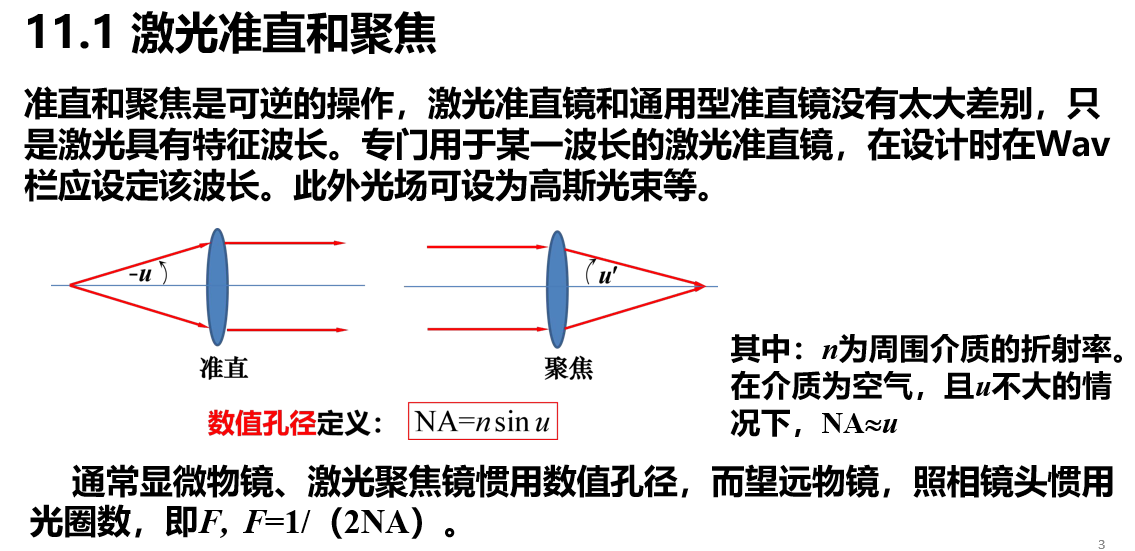 11.1 激光准直和聚焦
准直和聚焦是可逆的操作，激光准直镜和通用型准直镜没有太大差别，只
是激光具有特征波长。专门用于某一波长的激光准直镜，在设计时在Wav
栏应设定该波长。此外光场可设为高斯光束等。
-u
u'
准直
聚焦
其中：n为周围介质的折射率。
在介质为空气，且u不大的情
况下，NA≈u
数值孔径定义： NA=n sin u
通常显微物镜、激光聚焦镜惯用数值孔径，而望远物镜，照相镜头惯用
光圈数，即F, F=1/（2NA）。
3